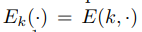 E_k(·) = E(k, ·)